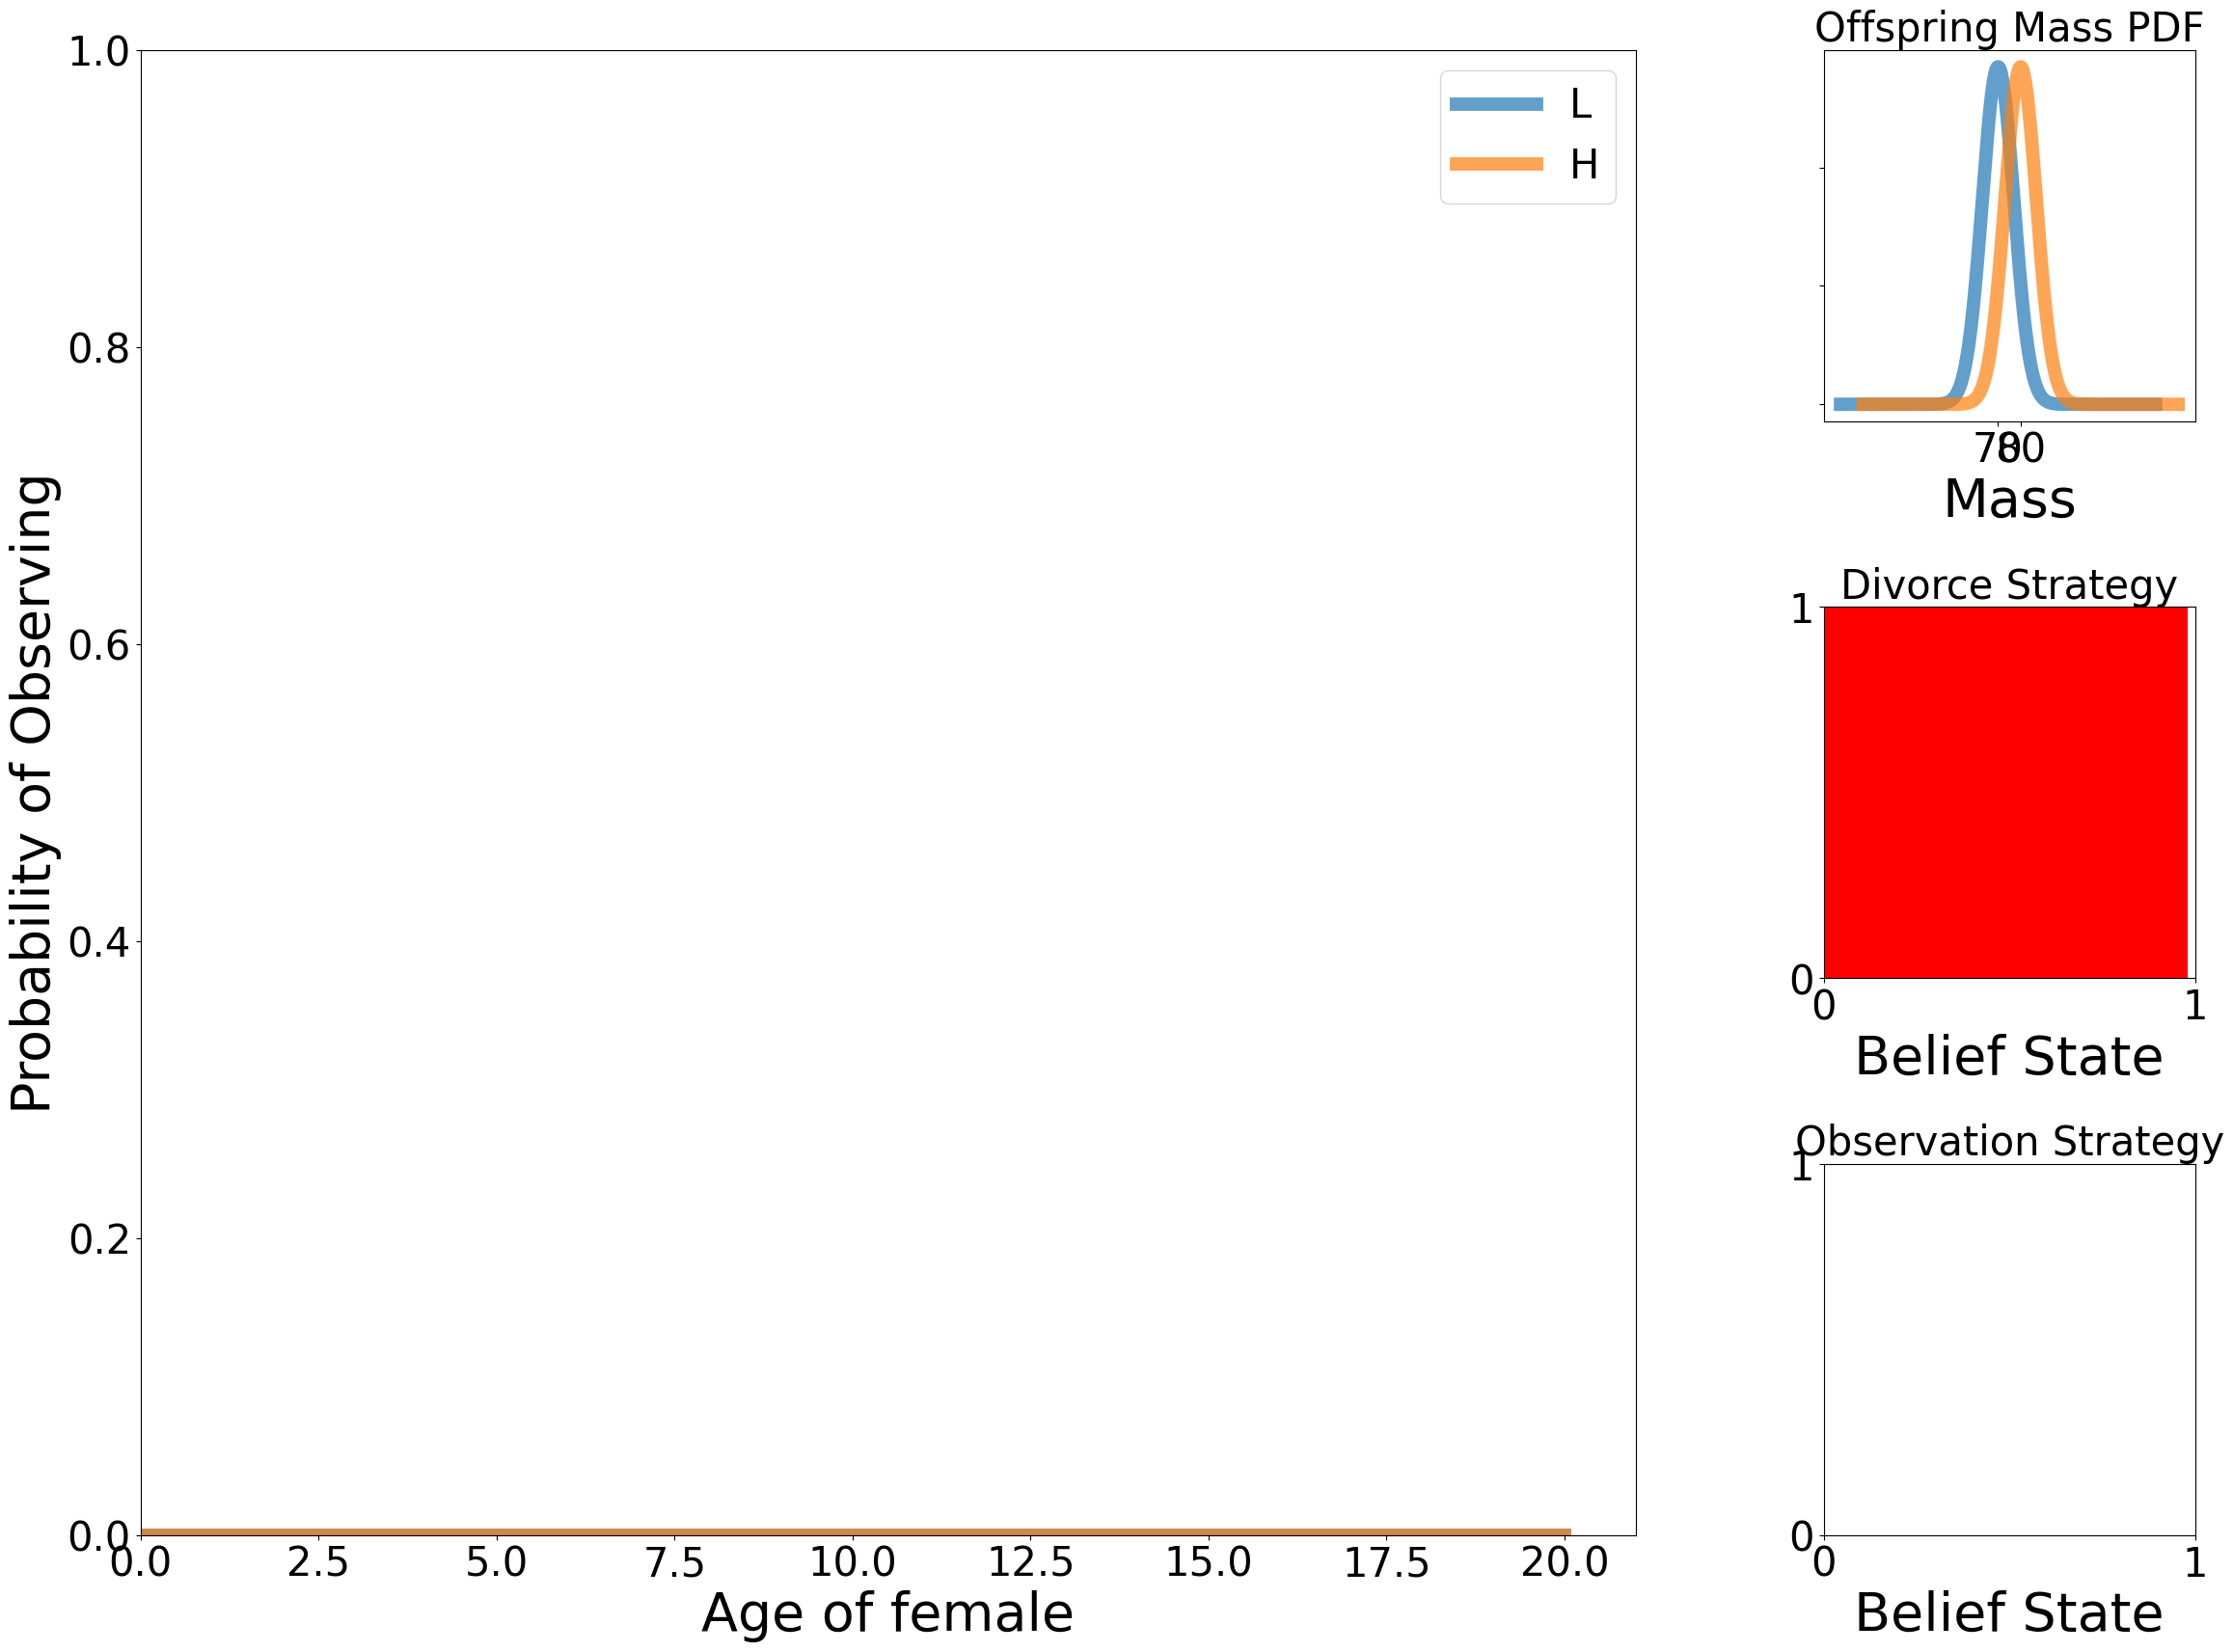 Probability of Observing
1.0
0.8
0.6
0.4
0.2
0.0
0.0 2.5 5.0 7.5 10.0 12.5 15.0 17.5 20.0
Age of female
L
H
Offspring Mass PDF
70 80
Mass
Divorce Strategy
1
0
0 1
Belief State
Observation Strategy
1
0
0 1
Belief State